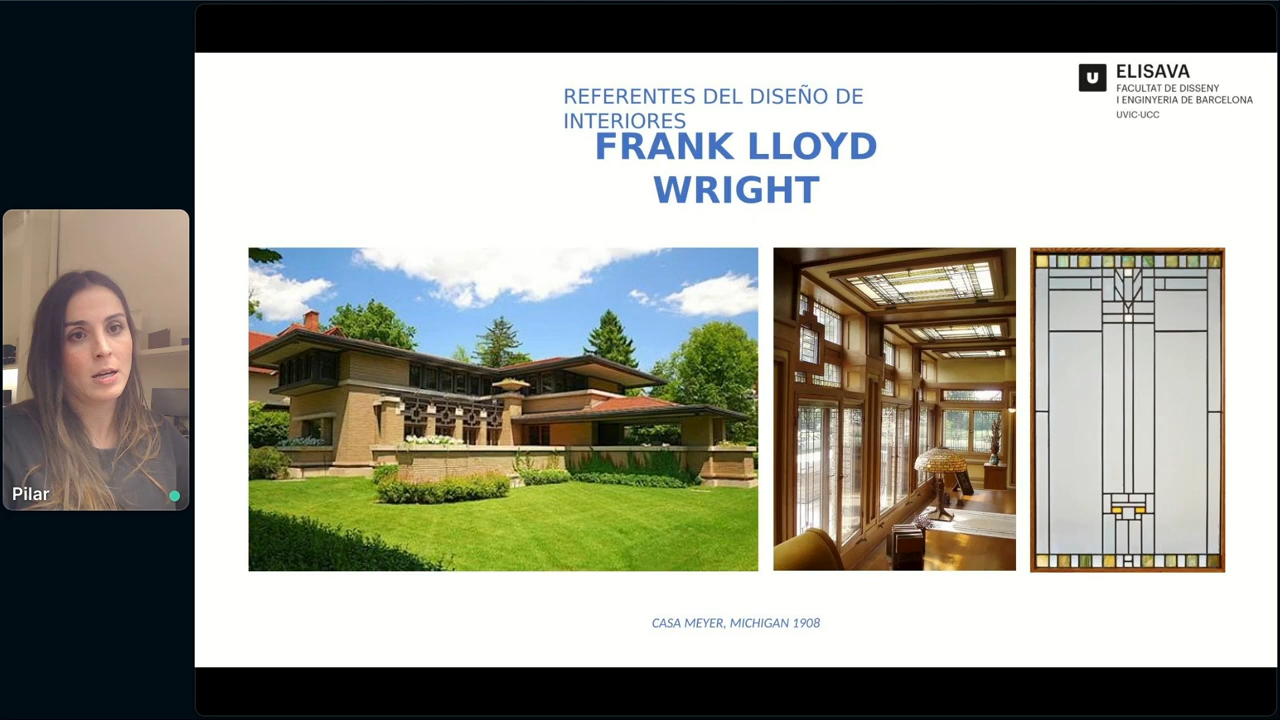 REFERENTES DEL DISEÑO DE
INTERIORES
FRANK LLOYD
WRIGHT
ELISAVA
FACULTAT DE DISSENY
I ENGINYERIA DE BARCELONA
UVIC·UCC
Pilar
CASA MEYER, MICHIGAN 1908